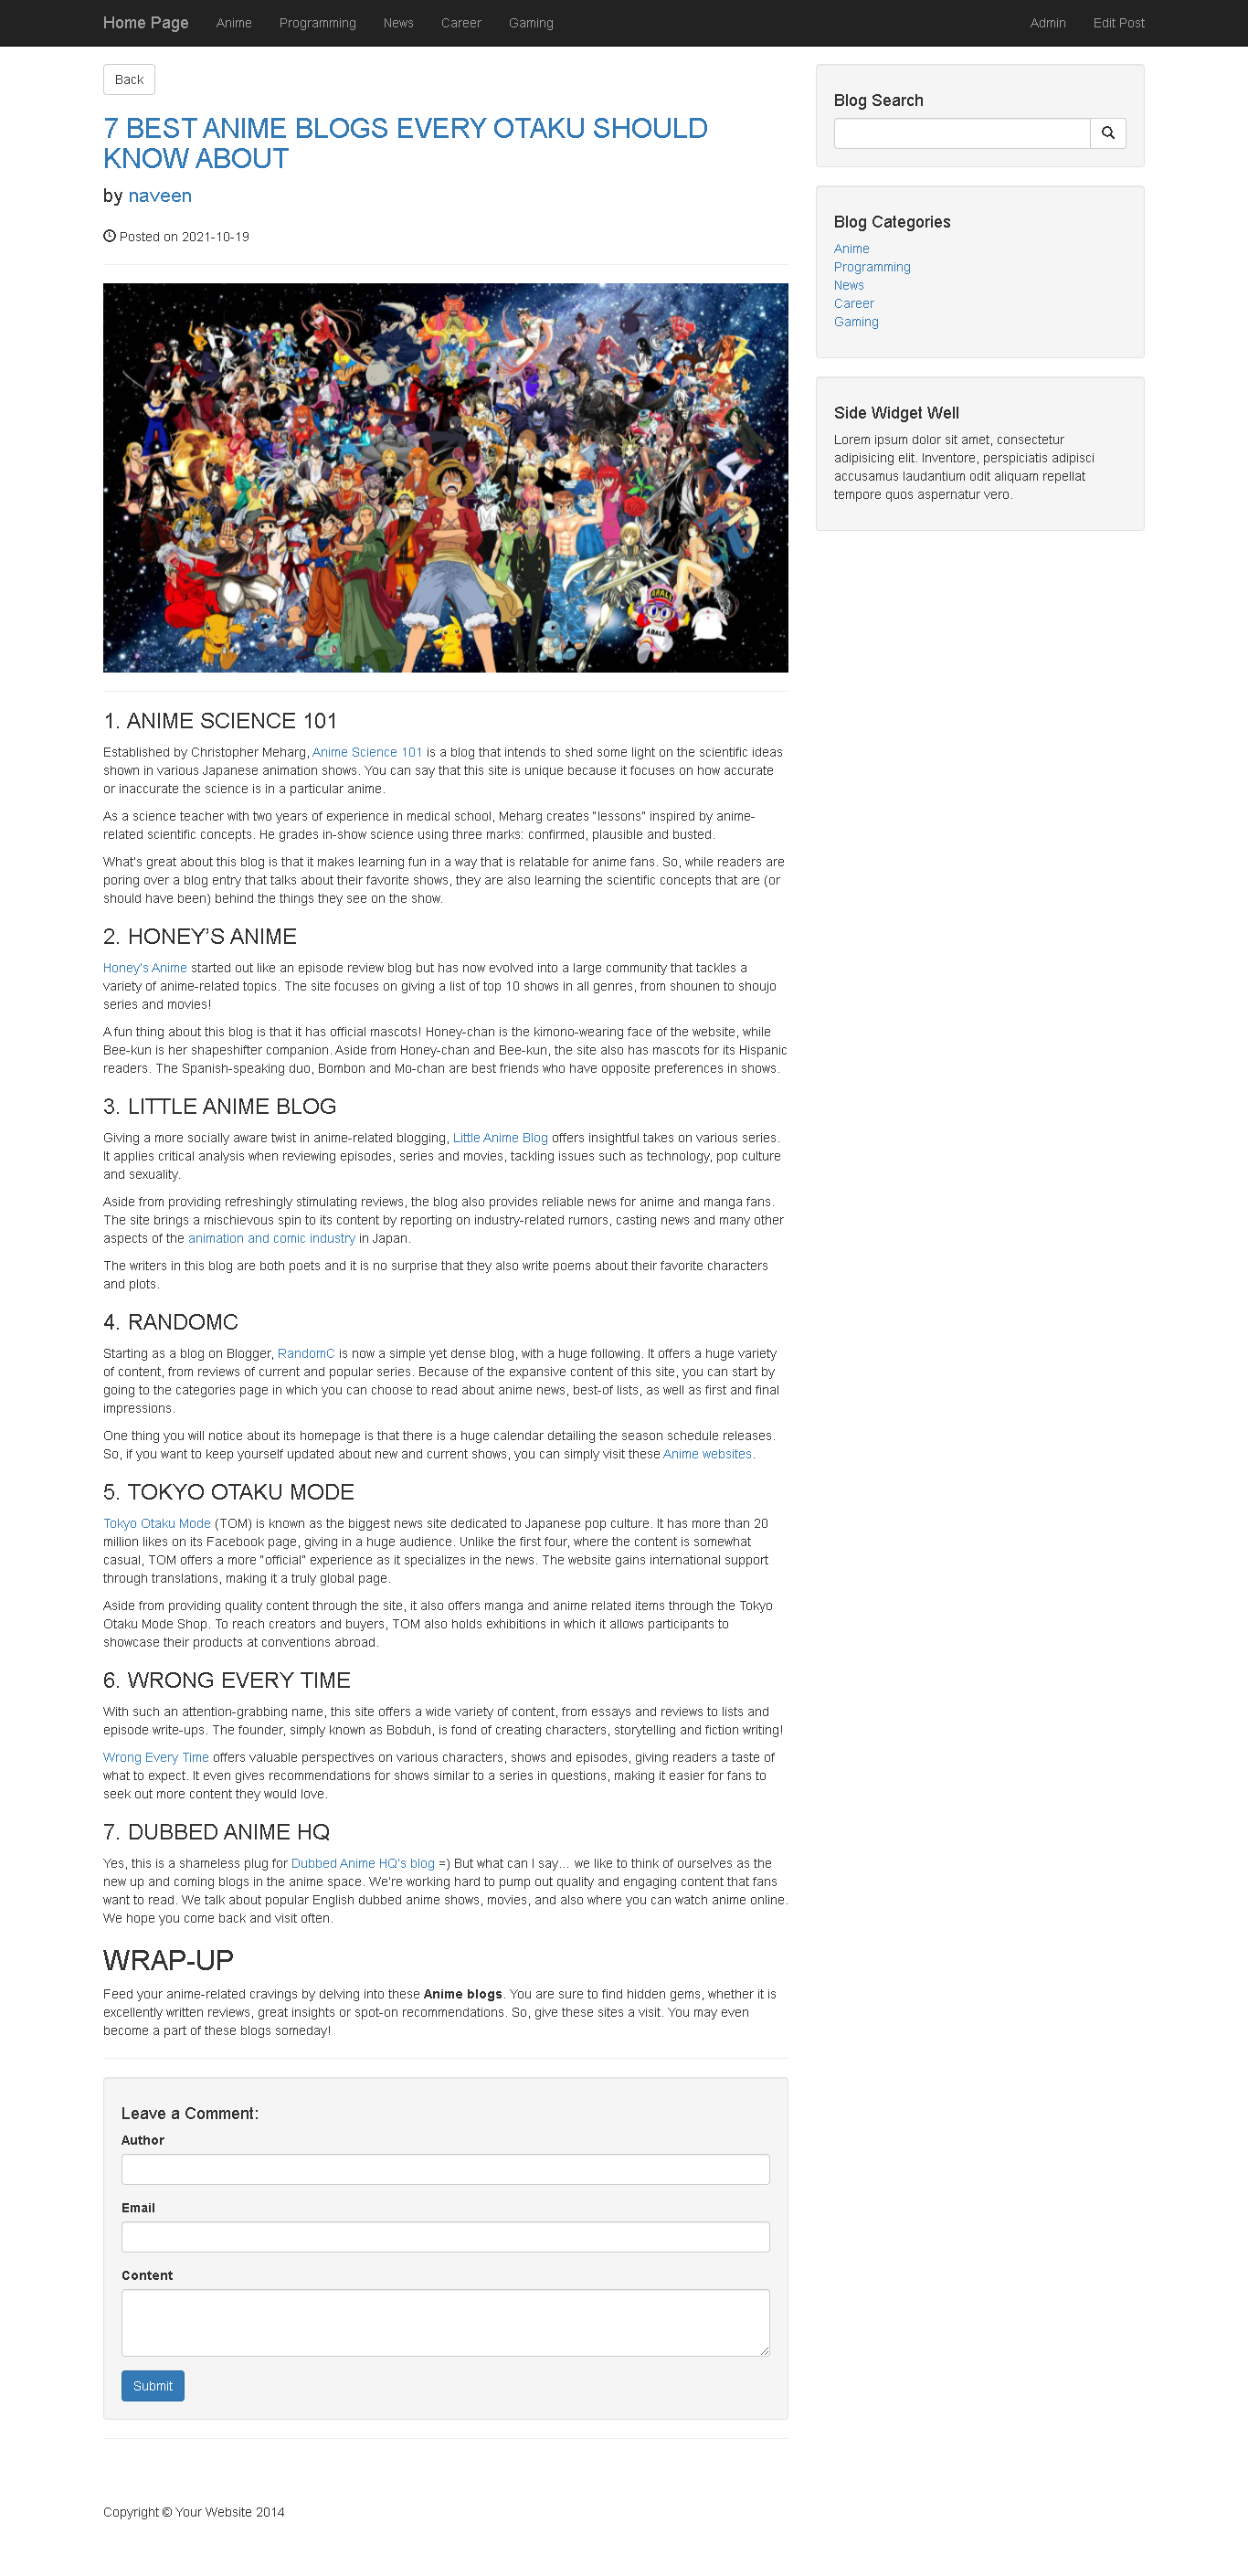 Home Page Anime Programming News Career Gaming Admin Edit Post
Back
7 BEST ANIME BLOGS EVERY OTAKU SHOULD
KNOW ABOUT
by naveen
Posted on 2021-10-19
ARALE
ARALE
1. ANIME SCIENCE 101
Established by Christopher Meharg, Anime Science 101 is a blog that intends to shed some light on the scientific ideas
shown in various Japanese animation shows. You can say that this site is unique because it focuses on how accurate
or inaccurate the science is in a particular anime.
As a science teacher with two years of experience in medical school, Meharg creates "lessons" inspired by anime-
related scientific concepts. He grades in-show science using three marks: confirmed, plausible and busted.
What's great about this blog is that it makes learning fun in a way that is relatable for anime fans. So, while readers are
poring over a blog entry that talks about their favorite shows, they are also learning the scientific concepts that are (or
should have been) behind the things they see on the show.
2. HONEY’S ANIME
Honey's Anime started out like an episode review blog but has now evolved into a large community that tackles a
variety of anime-related topics. The site focuses on giving a list of top 10 shows in all genres, from shounen to shoujo
series and movies!
A fun thing about this blog is that it has official mascots! Honey-chan is the kimono-wearing face of the website, while
Bee-kun is her shapeshifter companion. Aside from Honey-chan and Bee-kun, the site also has mascots for its Hispanic
readers. The Spanish-speaking duo, Bombon and Mo-chan are best friends who have opposite preferences in shows.
3. LITTLE ANIME BLOG
Giving a more socially aware twist in anime-related blogging, Little Anime Blog offers insightful takes on various series.
It applies critical analysis when reviewing episodes, series and movies, tackling issues such as technology, pop culture
and sexuality.
Aside from providing refreshingly stimulating reviews, the blog also provides reliable news for anime and manga fans.
The site brings a mischievous spin to its content by reporting on industry-related rumors, casting news and many other
aspects of the animation and comic industry in Japan.
The writers in this blog are both poets and it is no surprise that they also write poems about their favorite characters
and plots.
4. RANDOMC
Starting as a blog on Blogger, RandomC is now a simple yet dense blog, with a huge following. It offers a huge variety
of content, from reviews of current and popular series. Because of the expansive content of this site, you can start by
going to the categories page in which you can choose to read about anime news, best-of lists, as well as first and final
impressions.
One thing you will notice about its homepage is that there is a huge calendar detailing the season schedule releases.
So, if you want to keep yourself updated about new and current shows, you can simply visit these Anime websites.
5. TOKYO OTAKU MODE
Tokyo Otaku Mode (TOM) is known as the biggest news site dedicated to Japanese pop culture. It has more than 20
million likes on its Facebook page, giving in a huge audience. Unlike the first four, where the content is somewhat
casual, TOM offers a more "official" experience as it specializes in the news. The website gains international support
through translations, making it a truly global page.
Aside from providing quality content through the site, it also offers manga and anime related items through the Tokyo
Otaku Mode Shop. To reach creators and buyers, TOM also holds exhibitions in which it allows participants to
showcase their products at conventions abroad.
6. WRONG EVERY TIME
With such an attention-grabbing name, this site offers a wide variety of content, from essays and reviews to lists and
episode write-ups. The founder, simply known as Bobduh, is fond of creating characters, storytelling and fiction writing!
Wrong Every Time offers valuable perspectives on various characters, shows and episodes, giving readers a taste of
what to expect. It even gives recommendations for shows similar to a series in questions, making it easier for fans to
seek out more content they would love.
7. DUBBED ANIME HQ
Yes, this is a shameless plug for Dubbed Anime HQ's blog =) But what can I say... we like to think of ourselves as the
new up and coming blogs in the anime space. We're working hard to pump out quality and engaging content that fans
want to read. We talk about popular English dubbed anime shows, movies, and also where you can watch anime online.
We hope you come back and visit often.
WRAP-UP
Feed your anime-related cravings by delving into these Anime blogs. You are sure to find hidden gems, whether it is
excellently written reviews, great insights or spot-on recommendations. So, give these sites a visit. You may even
become a part of these blogs someday!
Leave a Comment:
Author
Email
Content
Submit
Blog Search
Blog Categories
Anime
Programming
News
Career
Gaming
Side Widget Well
Lorem ipsum dolor sit amet, consectetur
adipisicing elit. Inventore, perspiciatis adipisci
accusamus laudantium odit aliquam repellat
tempore quos aspernatur vero.
Copyright © Your Website 2014